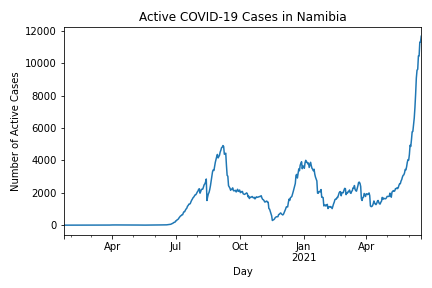 Active COVID-19 Cases in Namibia
12000
10000
8000
6000
4000
2000
0
Number of Active Cases
Apr Jul Oct Jan Apr
2021
Day